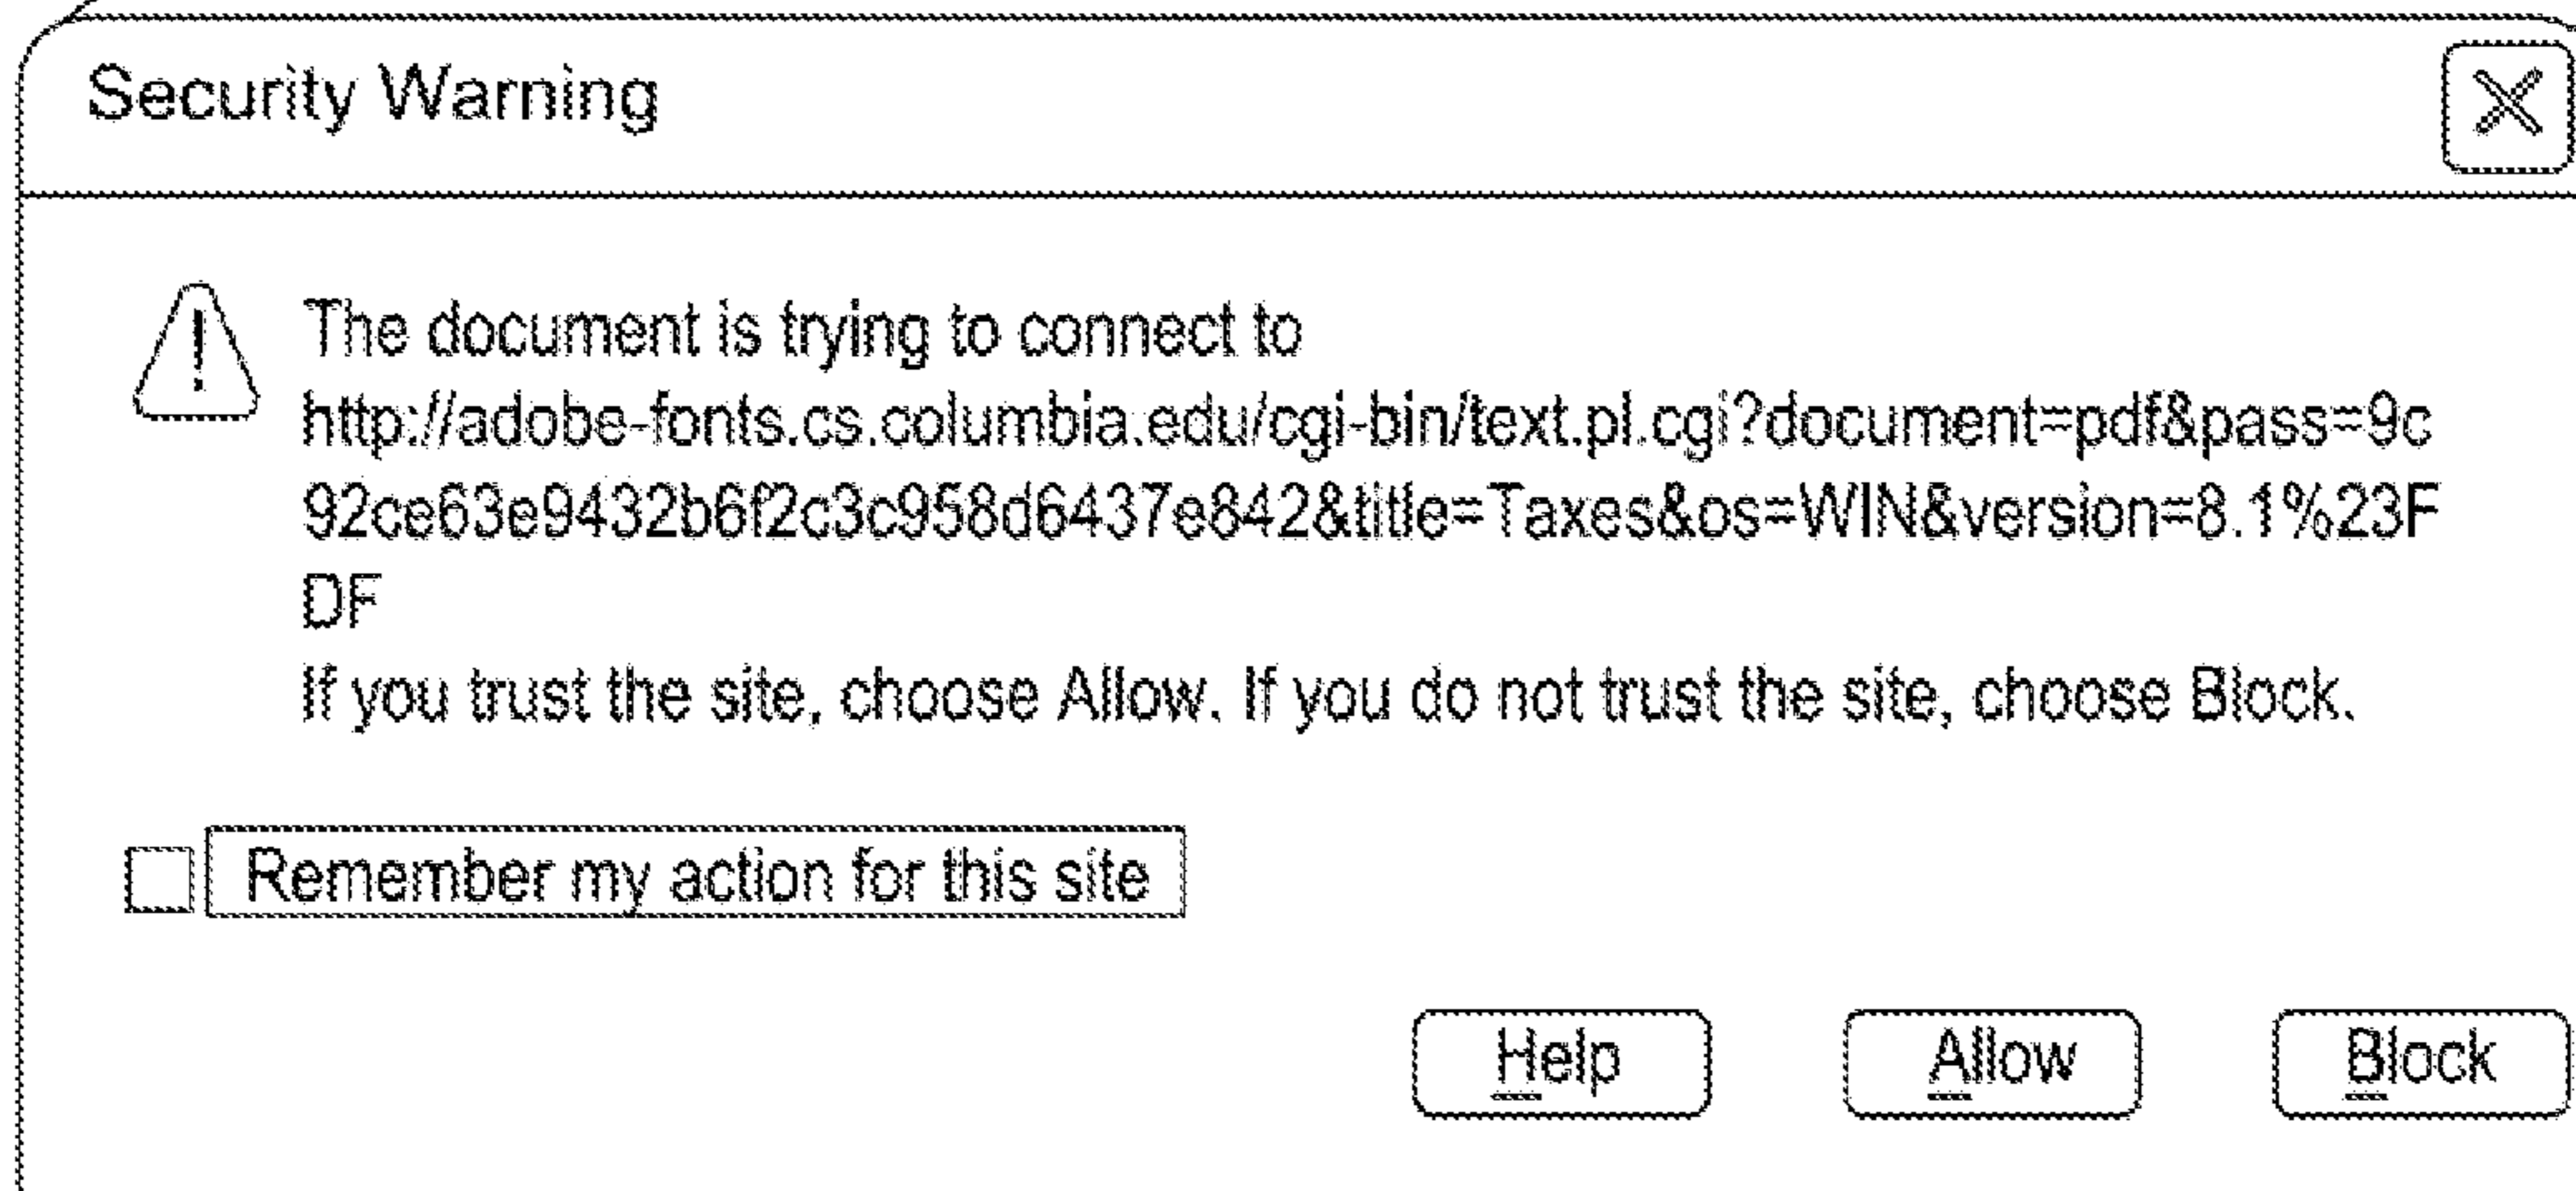 Security Warning
The document is trying to connect to
http://adobe-fonts.cs.columbia.edu/cgi-bin/text.pl.cgi?document=pdf&pass=9c
92ce63e9432b6f2c3c958d6437e842&title=Taxes&os=WIN&version=8.1%23F
DF
If you trust the site, choose Allow. If you do not trust the site, choose Block.
Remember my action for this site
Help Allow Block